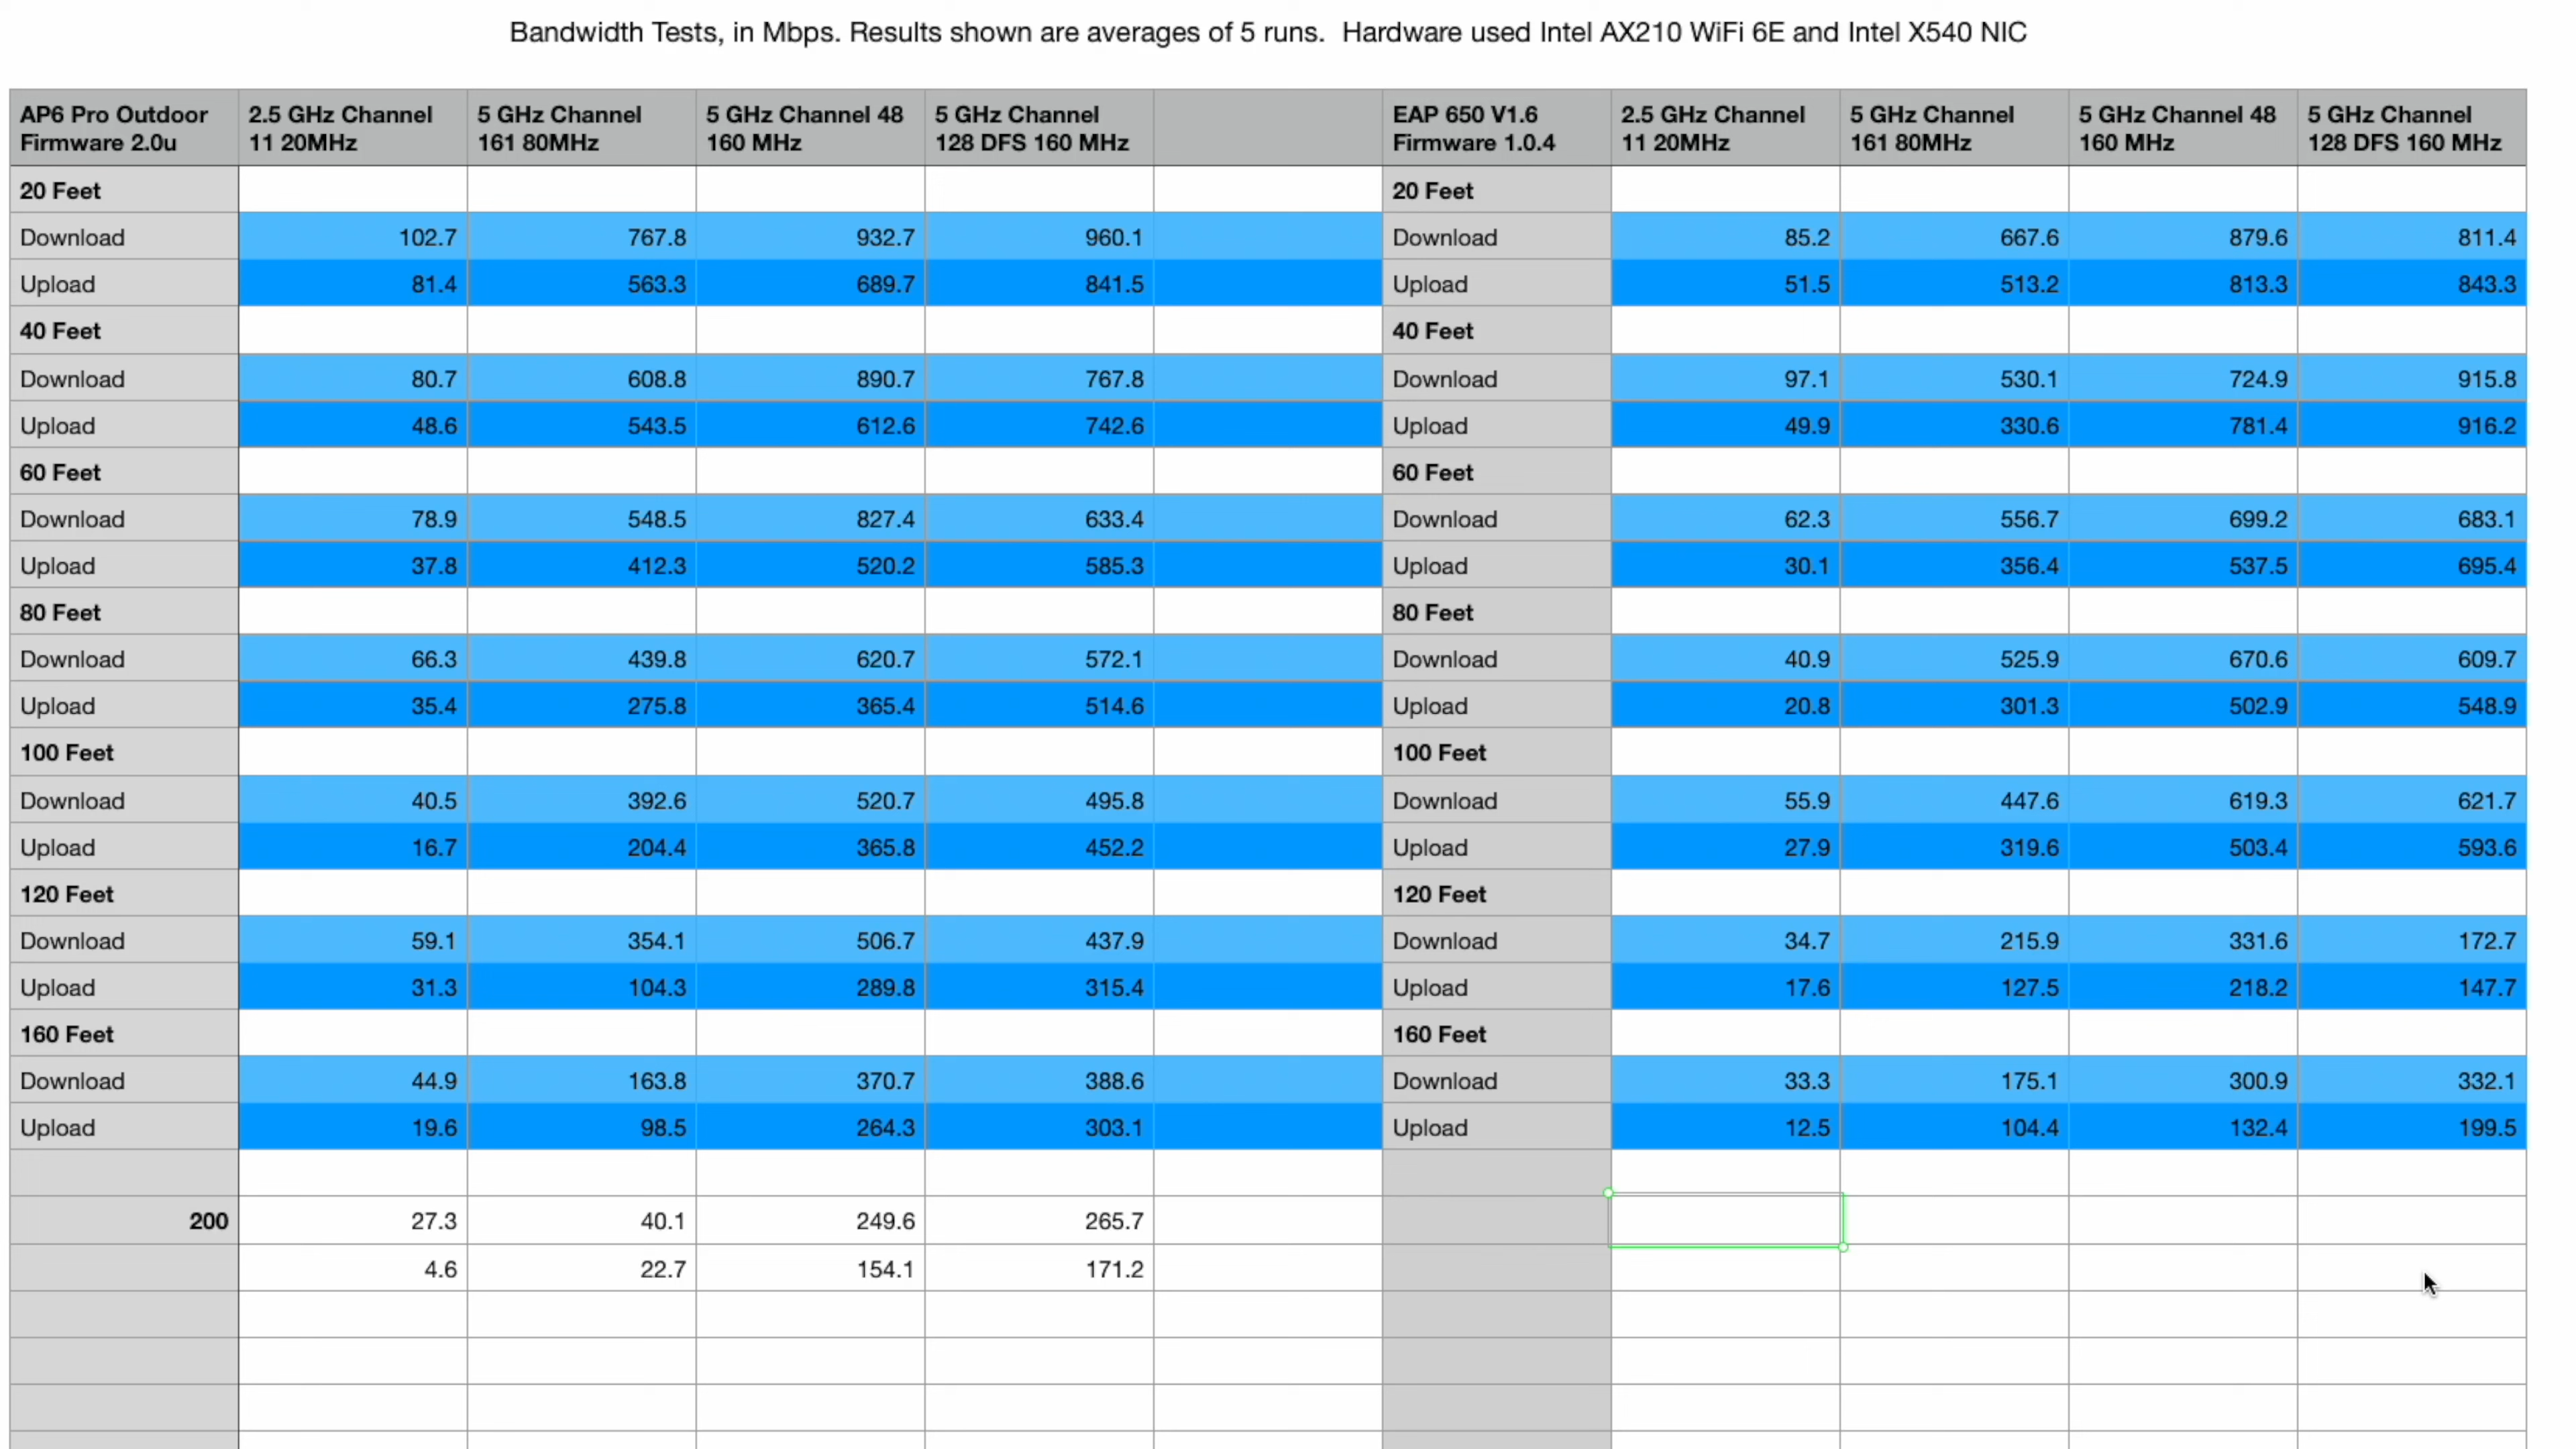 Bandwidth Tests, in Mbps. Results shown are averages of 5 runs. Hardware used Intel AX210 WiFi 6E and Intel X540 NIC
AP6 Pro Outdoor Firmware 2.0u 2.5 GHz Channel 11 20MHz 5 GHz Channel 161 80MHz 5 GHz Channel 48 160 MHz 5 GHz Channel 128 DFS 160 MHz EAP 650 V1.6 Firmware 1.0.4 2.5 GHz Channel 11 20MHz 5 GHz Channel 161 80MHz 5 GHz Channel 48 160 MHz 5 GHz Channel 128 DFS 160 MHz
20 Feet 20 Feet
Download 102.7 767.8 932.7 960.1 Download 85.2 667.6 879.6 811.4
Upload 81.4 563.3 689.7 841.5 Upload 51.5 513.2 813.3 843.3
40 Feet 40 Feet
Download 80.7 608.8 890.7 767.8 Download 97.1 530.1 724.9 915.8
Upload 48.6 543.5 612.6 742.6 Upload 49.9 330.6 781.4 916.2
60 Feet 60 Feet
Download 78.9 548.5 827.4 633.4 Download 62.3 556.7 699.2 683.1
Upload 37.8 412.3 520.2 585.3 Upload 30.1 356.4 537.5 695.4
80 Feet 80 Feet
Download 66.3 439.8 620.7 572.1 Download 40.9 525.9 670.6 609.7
Upload 35.4 275.8 365.4 514.6 Upload 20.8 301.3 502.9 548.9
100 Feet 100 Feet
Download 40.5 392.6 520.7 495.8 Download 55.9 447.6 619.3 621.7
Upload 16.7 204.4 365.8 452.2 Upload 27.9 319.6 503.4 593.6
120 Feet 120 Feet
Download 59.1 354.1 506.7 437.9 Download 34.7 215.9 331.6 172.7
Upload 31.3 104.3 289.8 315.4 Upload 17.6 127.5 218.2 147.7
160 Feet 160 Feet
Download 44.9 163.8 370.7 388.6 Download 33.3 175.1 300.9 332.1
Upload 19.6 98.5 264.3 303.1 Upload 12.5 104.4 132.4 199.5
200 27.3 40.1 249.6 265.7
4.6 22.7 154.1 171.2